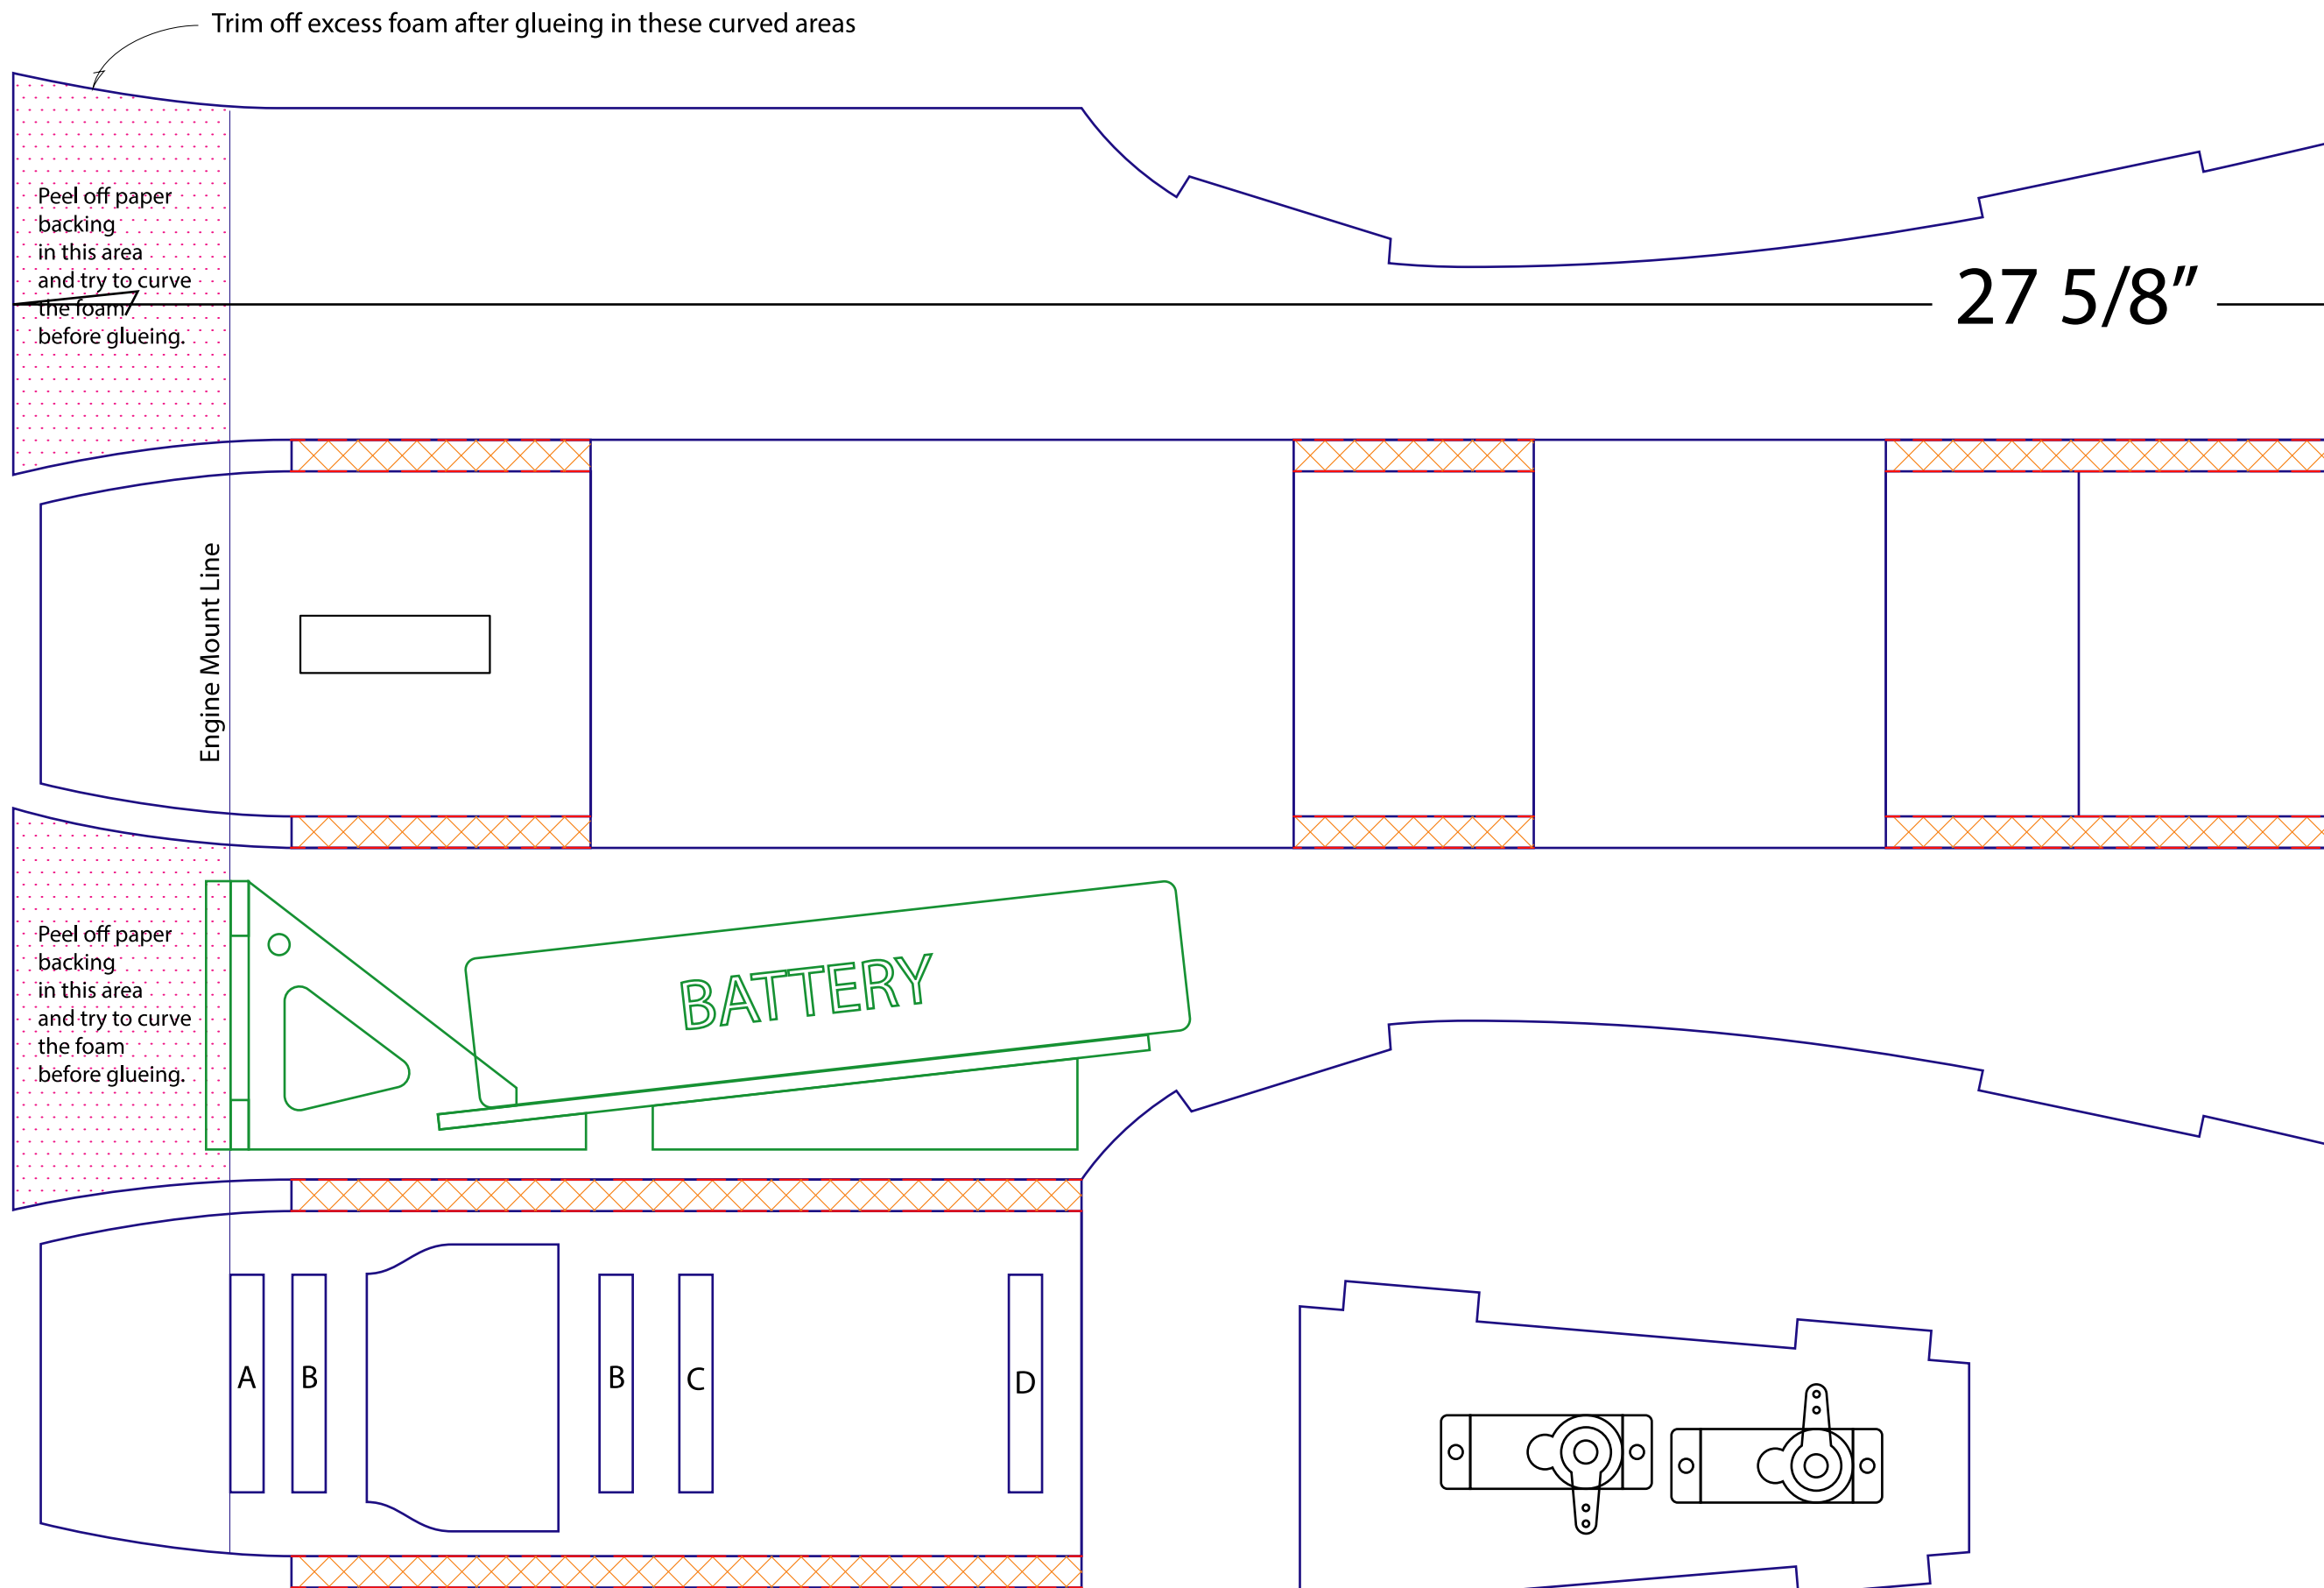 Trim off excess foam after glueing in these curved areas
Peel off paper
backing
in this area
and try to curve
the foam
before glueing.
27 5/8”
Engine Mount Line
Peel off paper
backing
in this area
and try to curve
the foam
before glueing.
BATTERY
A
B
B
C
D